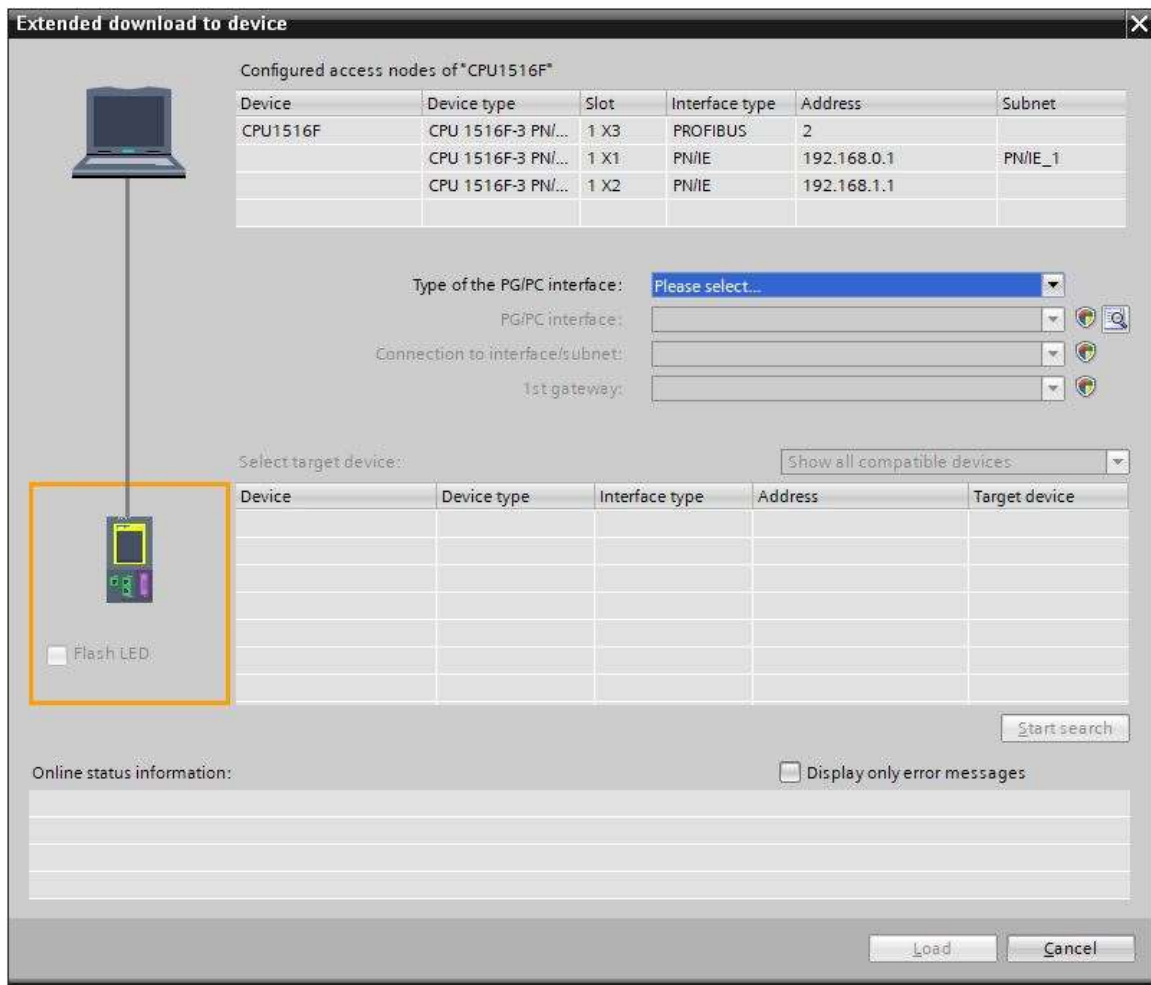 Extended download to device
Configured access nodes of "CPU1516F"
Device Device type Slot Interface type Address Subnet
CPU1516F CPU 1516F-3 PN/... 1 X3 PROFIBUS 2
CPU 1516F-3 PN/... 1 X1 PN/IE 192.168.0.1 PN/IE_1
CPU 1516F-3 PN/... 1 X2 PN/IE 192.168.1.1
Type of the PG/PC interface: Please select...
PG/PC interface:
Connection to interface/subnet:
1st gateway:
Select target device: Show all compatible devices
Device Device type Interface type Address Target device
Flash LED
Start search
Online status information: Display only error messages
Load Cancel